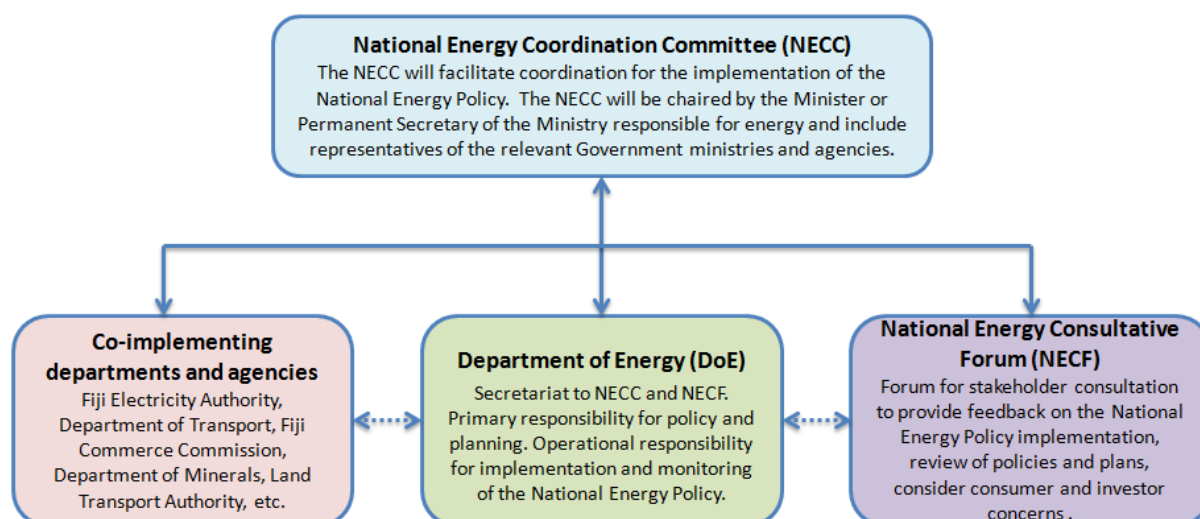 National Energy Coordination Committee (NECC)
The NECC will facilitate coordination for the implementation of the
National Energy Policy.  The NECC will be chaired by the Minister or
Permanent Secretary of the Ministry responsible for energy and include
representatives of the relevant Government ministries and agencies.
Co-implementing
departments and agencies
Fiji Electricity Authority,
Department of Transport, Fiji
Commerce Commission,
Department of Minerals, Land
Transport Authority, etc.
Department of Energy (DoE)
Secretariat to NECC and NECF.
Primary responsibility for policy and
planning. Operational responsibility
for implementation and monitoring
of the National Energy Policy.
National Energy Consultative
Forum (NECF)
Forum for stakeholder consultation
to provide feedback on the National
Energy Policy implementation,
review of policies and plans,
consider consumer and investor
concerns .